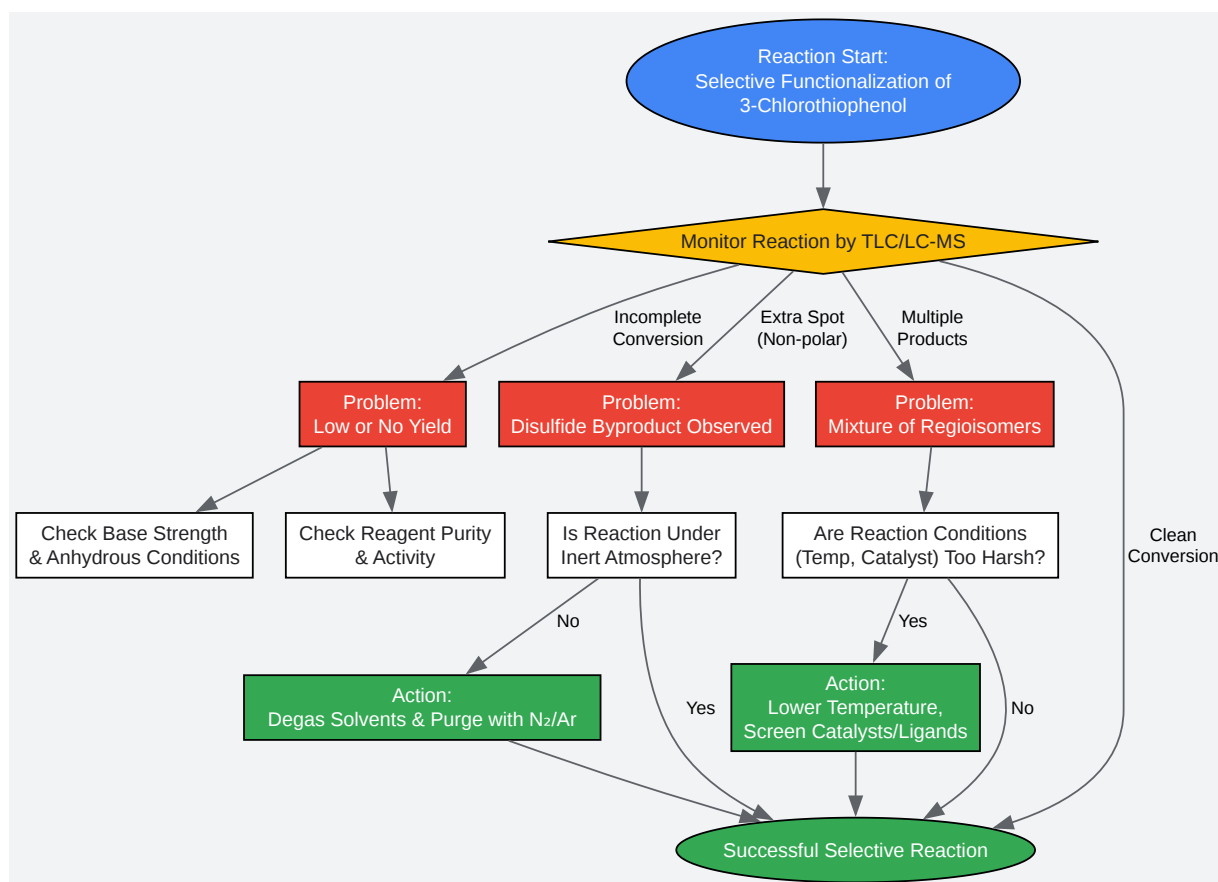 Reaction Start:
Selective Functionalization of
3-Chlorothiophenol
Monitor Reaction by TLC/LC-MS
Incomplete
Conversion
Extra Spot
(Non-polar)
Multiple
Products
Problem:
Low or No Yield
Problem:
Disulfide Byproduct Observed
Problem:
Mixture of Regioisomers
Check Base Strength
& Anhydrous Conditions
Check Reagent Purity
& Activity
Is Reaction Under
Inert Atmosphere?
Are Reaction Conditions
(Temp, Catalyst) Too Harsh?
Clean
Conversion
No
Yes
Action:
Degas Solvents & Purge with N₂/Ar
Yes
Action:
Lower Temperature,
Screen Catalysts/Ligands
No
Successful Selective Reaction